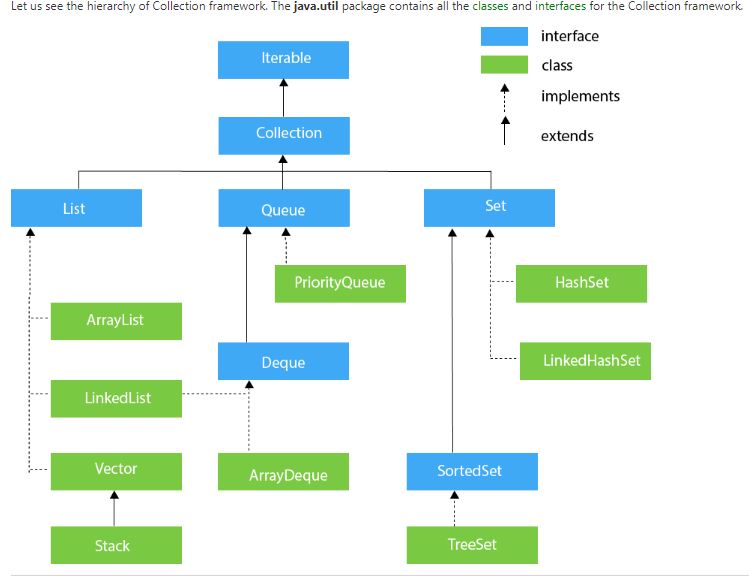 Let us see the hierarchy of Collection framework. The java.util package contains all the classes and interfaces for the Collection framework.
interface
Iterable
class
implements
Collection
extends
List
Queue
Set
PriorityQueue
HashSet
ArrayList
Deque
LinkedHashSet
LinkedList
Vector
ArrayDeque
SortedSet
Stack
TreeSet